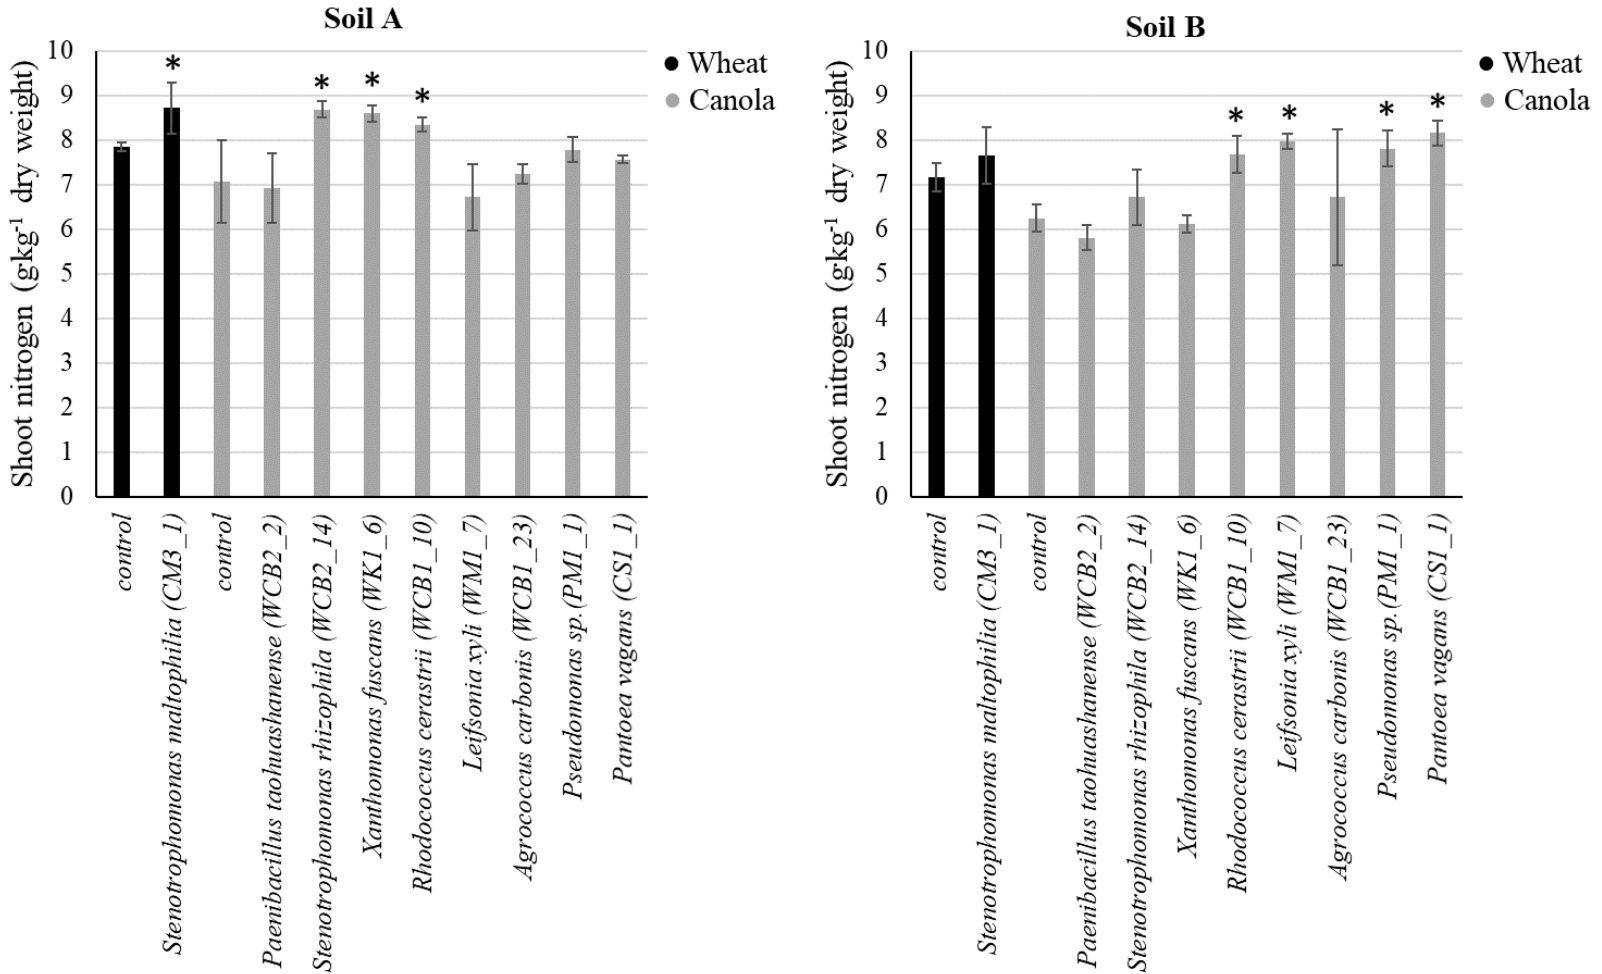 Soil A
Shoot nitrogen (gkg⁻¹ dry weight)
10
9
8
7
6
5
4
3
2
1
0
*
*
*
*
Wheat
Canola
control
Stenotrophomonas maltophilia (CM3_1)
control
Paenibacillus taohuashanense (WCB2_2)
Stenotrophomonas rhizophila (WCB2_14)
Xanthomonas fuscans (WK1_6)
Rhodococcus cerastrii (WCB1_10)
Leifsonia xyli (WM1_7)
Agrococcus carbonis (WCB1_23)
Pseudomonas sp.(PM1_1)
Pantoea vagans (CS1_1)
Soil B
Shoot nitrogen (gkg⁻¹ dry weight)
10
9
8
7
6
5
4
3
2
1
0
*
*
*
*
Wheat
Canola
control
Stenotrophomonas maltophilia (CM3_1)
control
Paenibacillus taohuashanense (WCB2_2)
Stenotrophomonas rhizophila (WCB2_14)
Xanthomonas fuscans (WK1_6)
Rhodococcus cerastrii (WCB1_10)
Leifsonia xyli (WM1_7)
Agrococcus carbonis (WCB1_23)
Pseudomonas sp.(PM1_1)
Pantoea vagans (CS1_1)